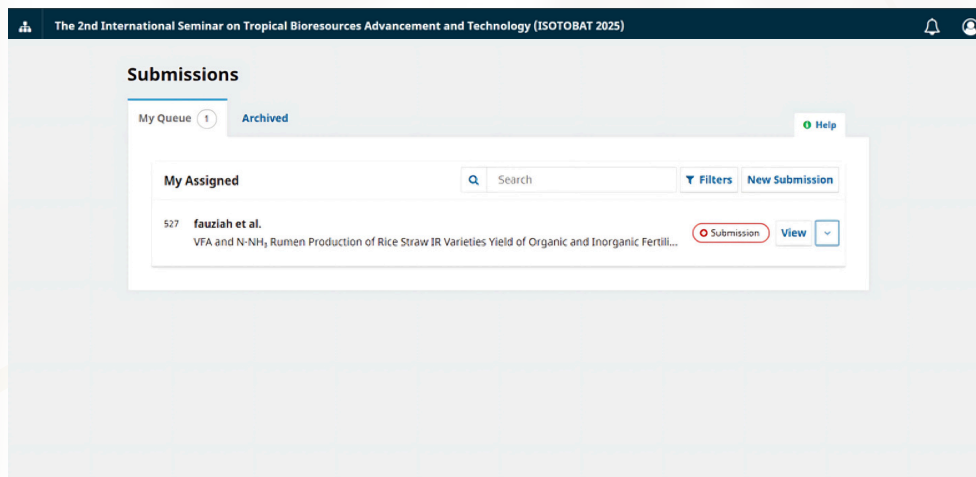 The 2nd International Seminar on Tropical Bioresources Advancement and Technology (ISOTOBAT 2025)
Submissions
My Queue 1 Archived
Help
My Assigned Search Filters New Submission
527 fauziah et al. Submission View
VFA and N-NH₃ Rumen Production of Rice Straw IR Varieties Yield of Organic and Inorganic Fertili...